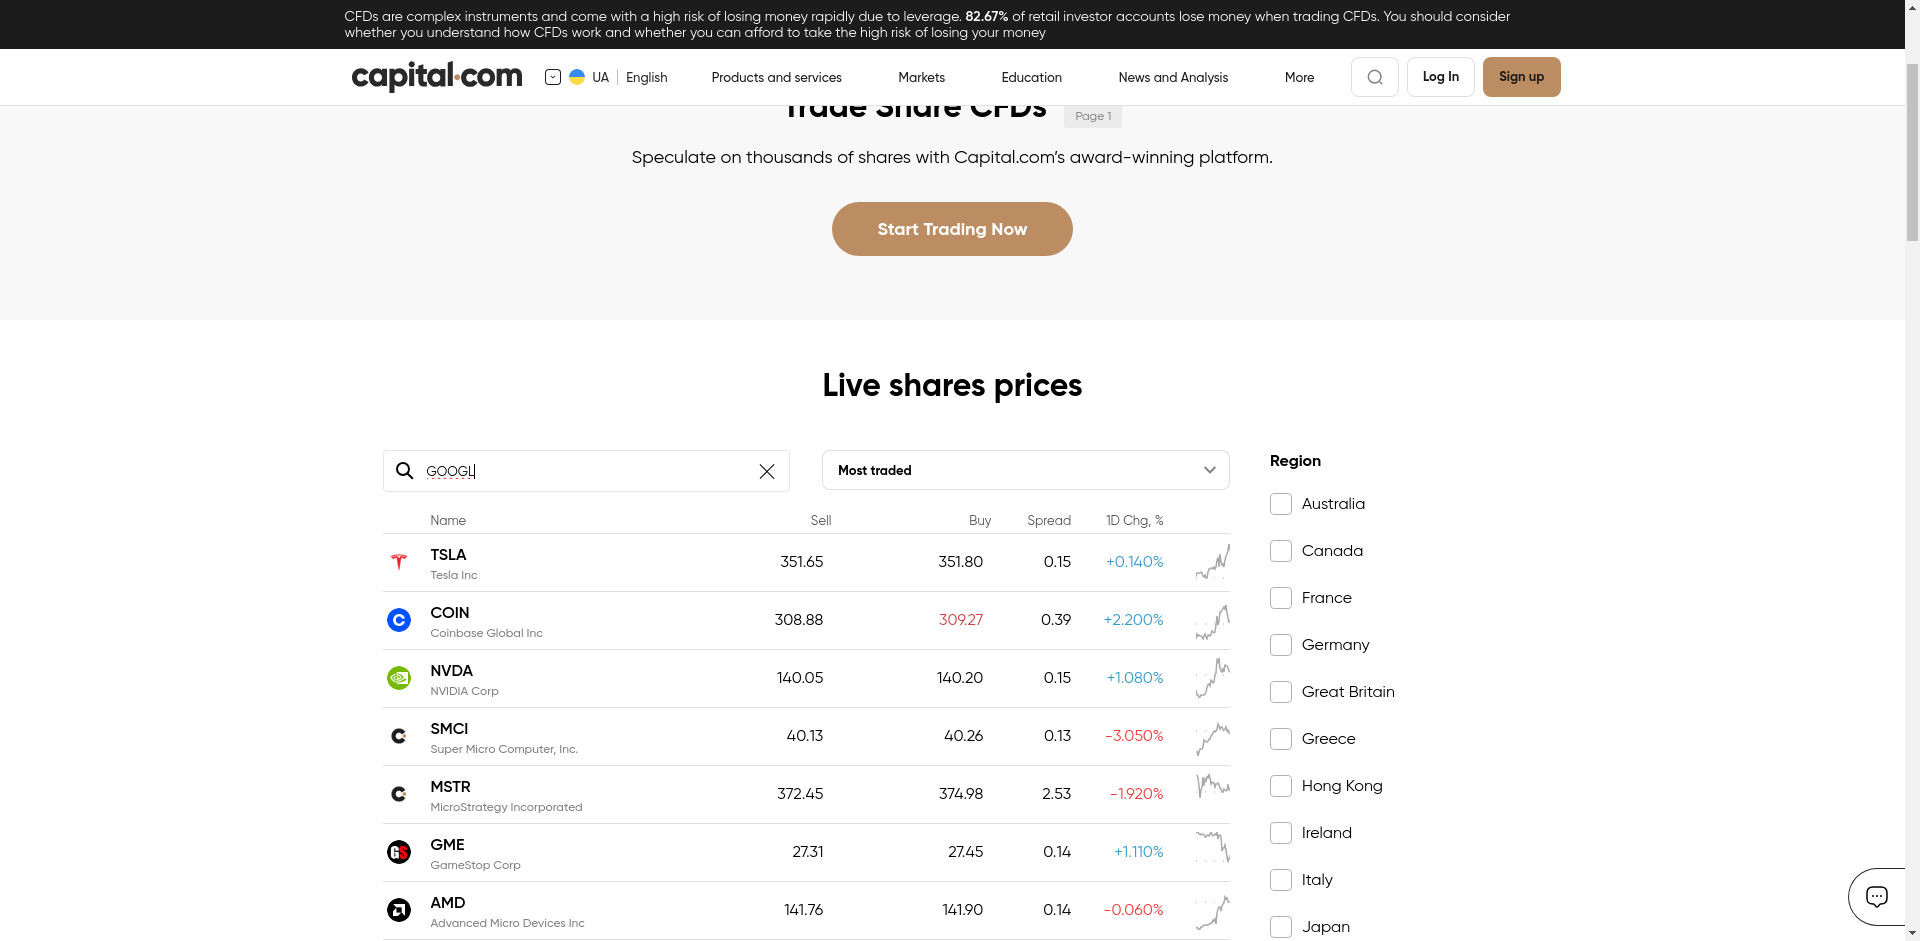 CFDs are complex instruments and come with a high risk of losing money rapidly due to leverage. 82.67% of retail investor accounts lose money when trading CFDs. You should consider
whether you understand how CFDs work and whether you can afford to take the high risk of losing your money
capital.com UA English Products and services Markets Education News and Analysis More Log In Sign up
Trade Share CFDs Page 1
Speculate on thousands of shares with Capital.com’s award-winning platform.
Start Trading Now
Live shares prices
GOOGL Most traded
Name Sell Buy Spread 1D Chg, %
TSLA
Tesla Inc
351.65 351.80 0.15 +0.140%
COIN
Coinbase Global Inc
308.88 309.27 0.39 +2.200%
NVDA
NVIDIA Corp
140.05 140.20 0.15 +1.080%
SMCI
Super Micro Computer, Inc.
40.13 40.26 0.13 -3.050%
MSTR
MicroStrategy Incorporated
372.45 374.98 2.53 -1.920%
GME
GameStop Corp
27.31 27.45 0.14 +1.110%
AMD
Advanced Micro Devices Inc
141.76 141.90 0.14 -0.060%
Region
Australia
Canada
France
Germany
Great Britain
Greece
Hong Kong
Ireland
Italy
Japan